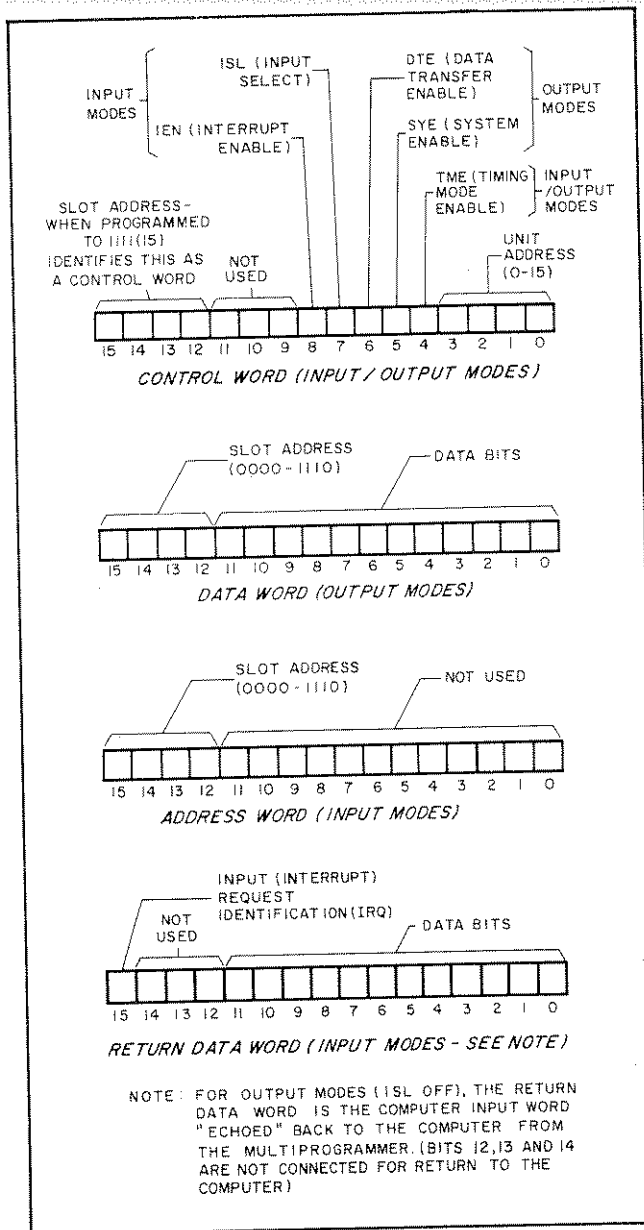 INPUT MODES
ISL (INPUT SELECT)
IEN (INTERRUPT ENABLE)
DTE (DATA TRANSFER ENABLE)
SYE (SYSTEM ENABLE)
OUTPUT MODES
TME (TIMING MODE ENABLE)
INPUT /OUTPUT MODES
SLOT ADDRESS-
WHEN PROGRAMMED
TO 1111(15)
IDENTIFIES THIS AS
A CONTROL WORD
NOT USED
UNIT ADDRESS (0-15)
15 14 13 12 11 10 9 8 7 6 5 4 3 2 1 0
CONTROL WORD (INPUT/OUTPUT MODES)
SLOT ADDRESS
(0000-1110)
DATA BITS
15 14 13 12 11 10 9 8 7 6 5 4 3 2 1 0
DATA WORD (OUTPUT MODES)
SLOT ADDRESS
(0000-1110)
NOT USED
15 14 13 12 11 10 9 8 7 6 5 4 3 2 1 0
ADDRESS WORD (INPUT MODES)
INPUT (INTERRUPT)
REQUEST
IDENTIFICATION (IRQ)
NOT USED
DATA BITS
15 14 13 12 11 10 9 8 7 6 5 4 3 2 1 0
RETURN DATA WORD (INPUT MODES - SEE NOTE)
NOTE: FOR OUTPUT MODES (ISL OFF), THE RETURN
DATA WORD IS THE COMPUTER INPUT WORD
"ECHOED" BACK TO THE COMPUTER FROM
THE MULTIPROGRAMMER. (BITS 12,13 AND 14
ARE NOT CONNECTED FOR RETURN TO THE
COMPUTER)